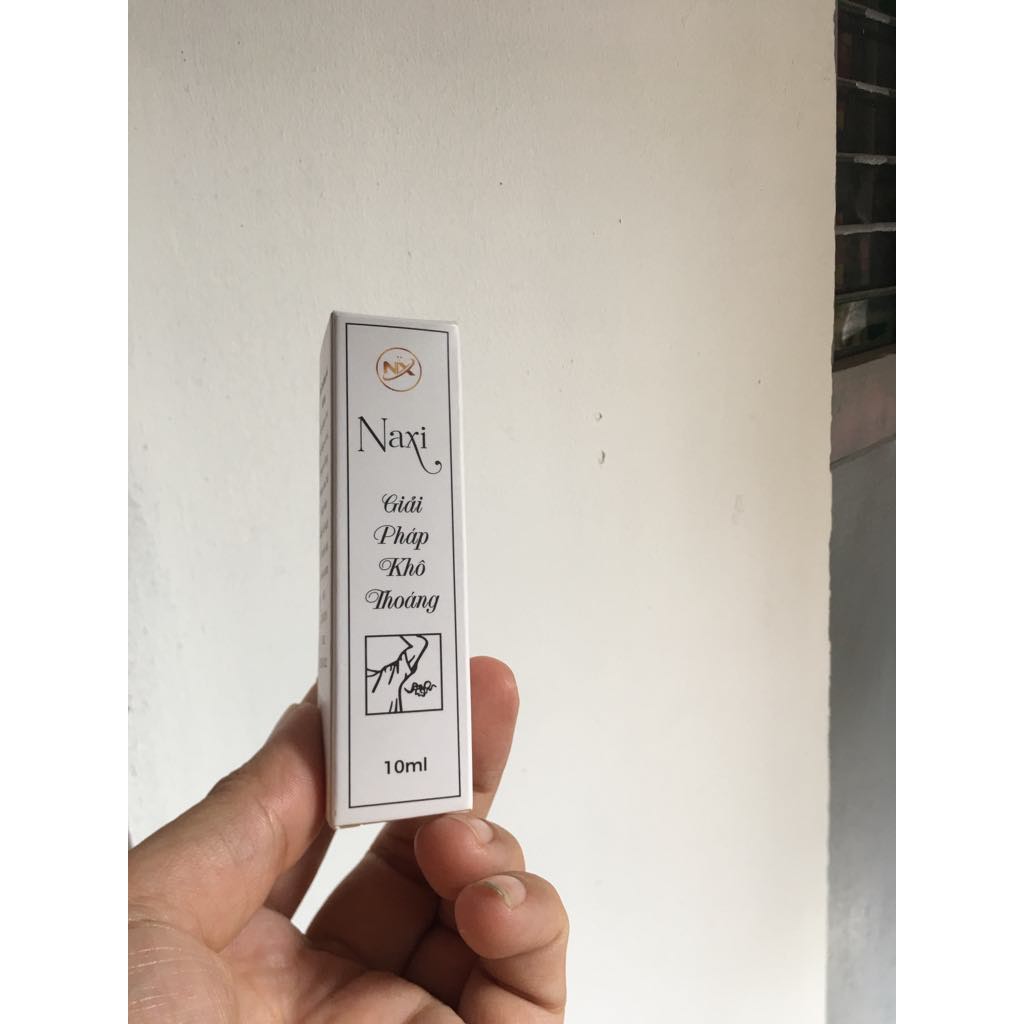 NX
Naxi
Giải
Pháp
Khô
Thoáng
10ml